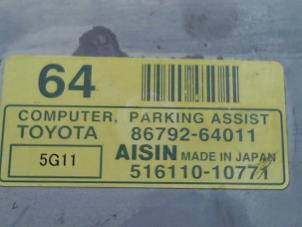 64
COMPUTER, PARKING ASSIST
TOYOTA 86792-64011
5G11 AISIN MADE IN JAPAN
516110-10771